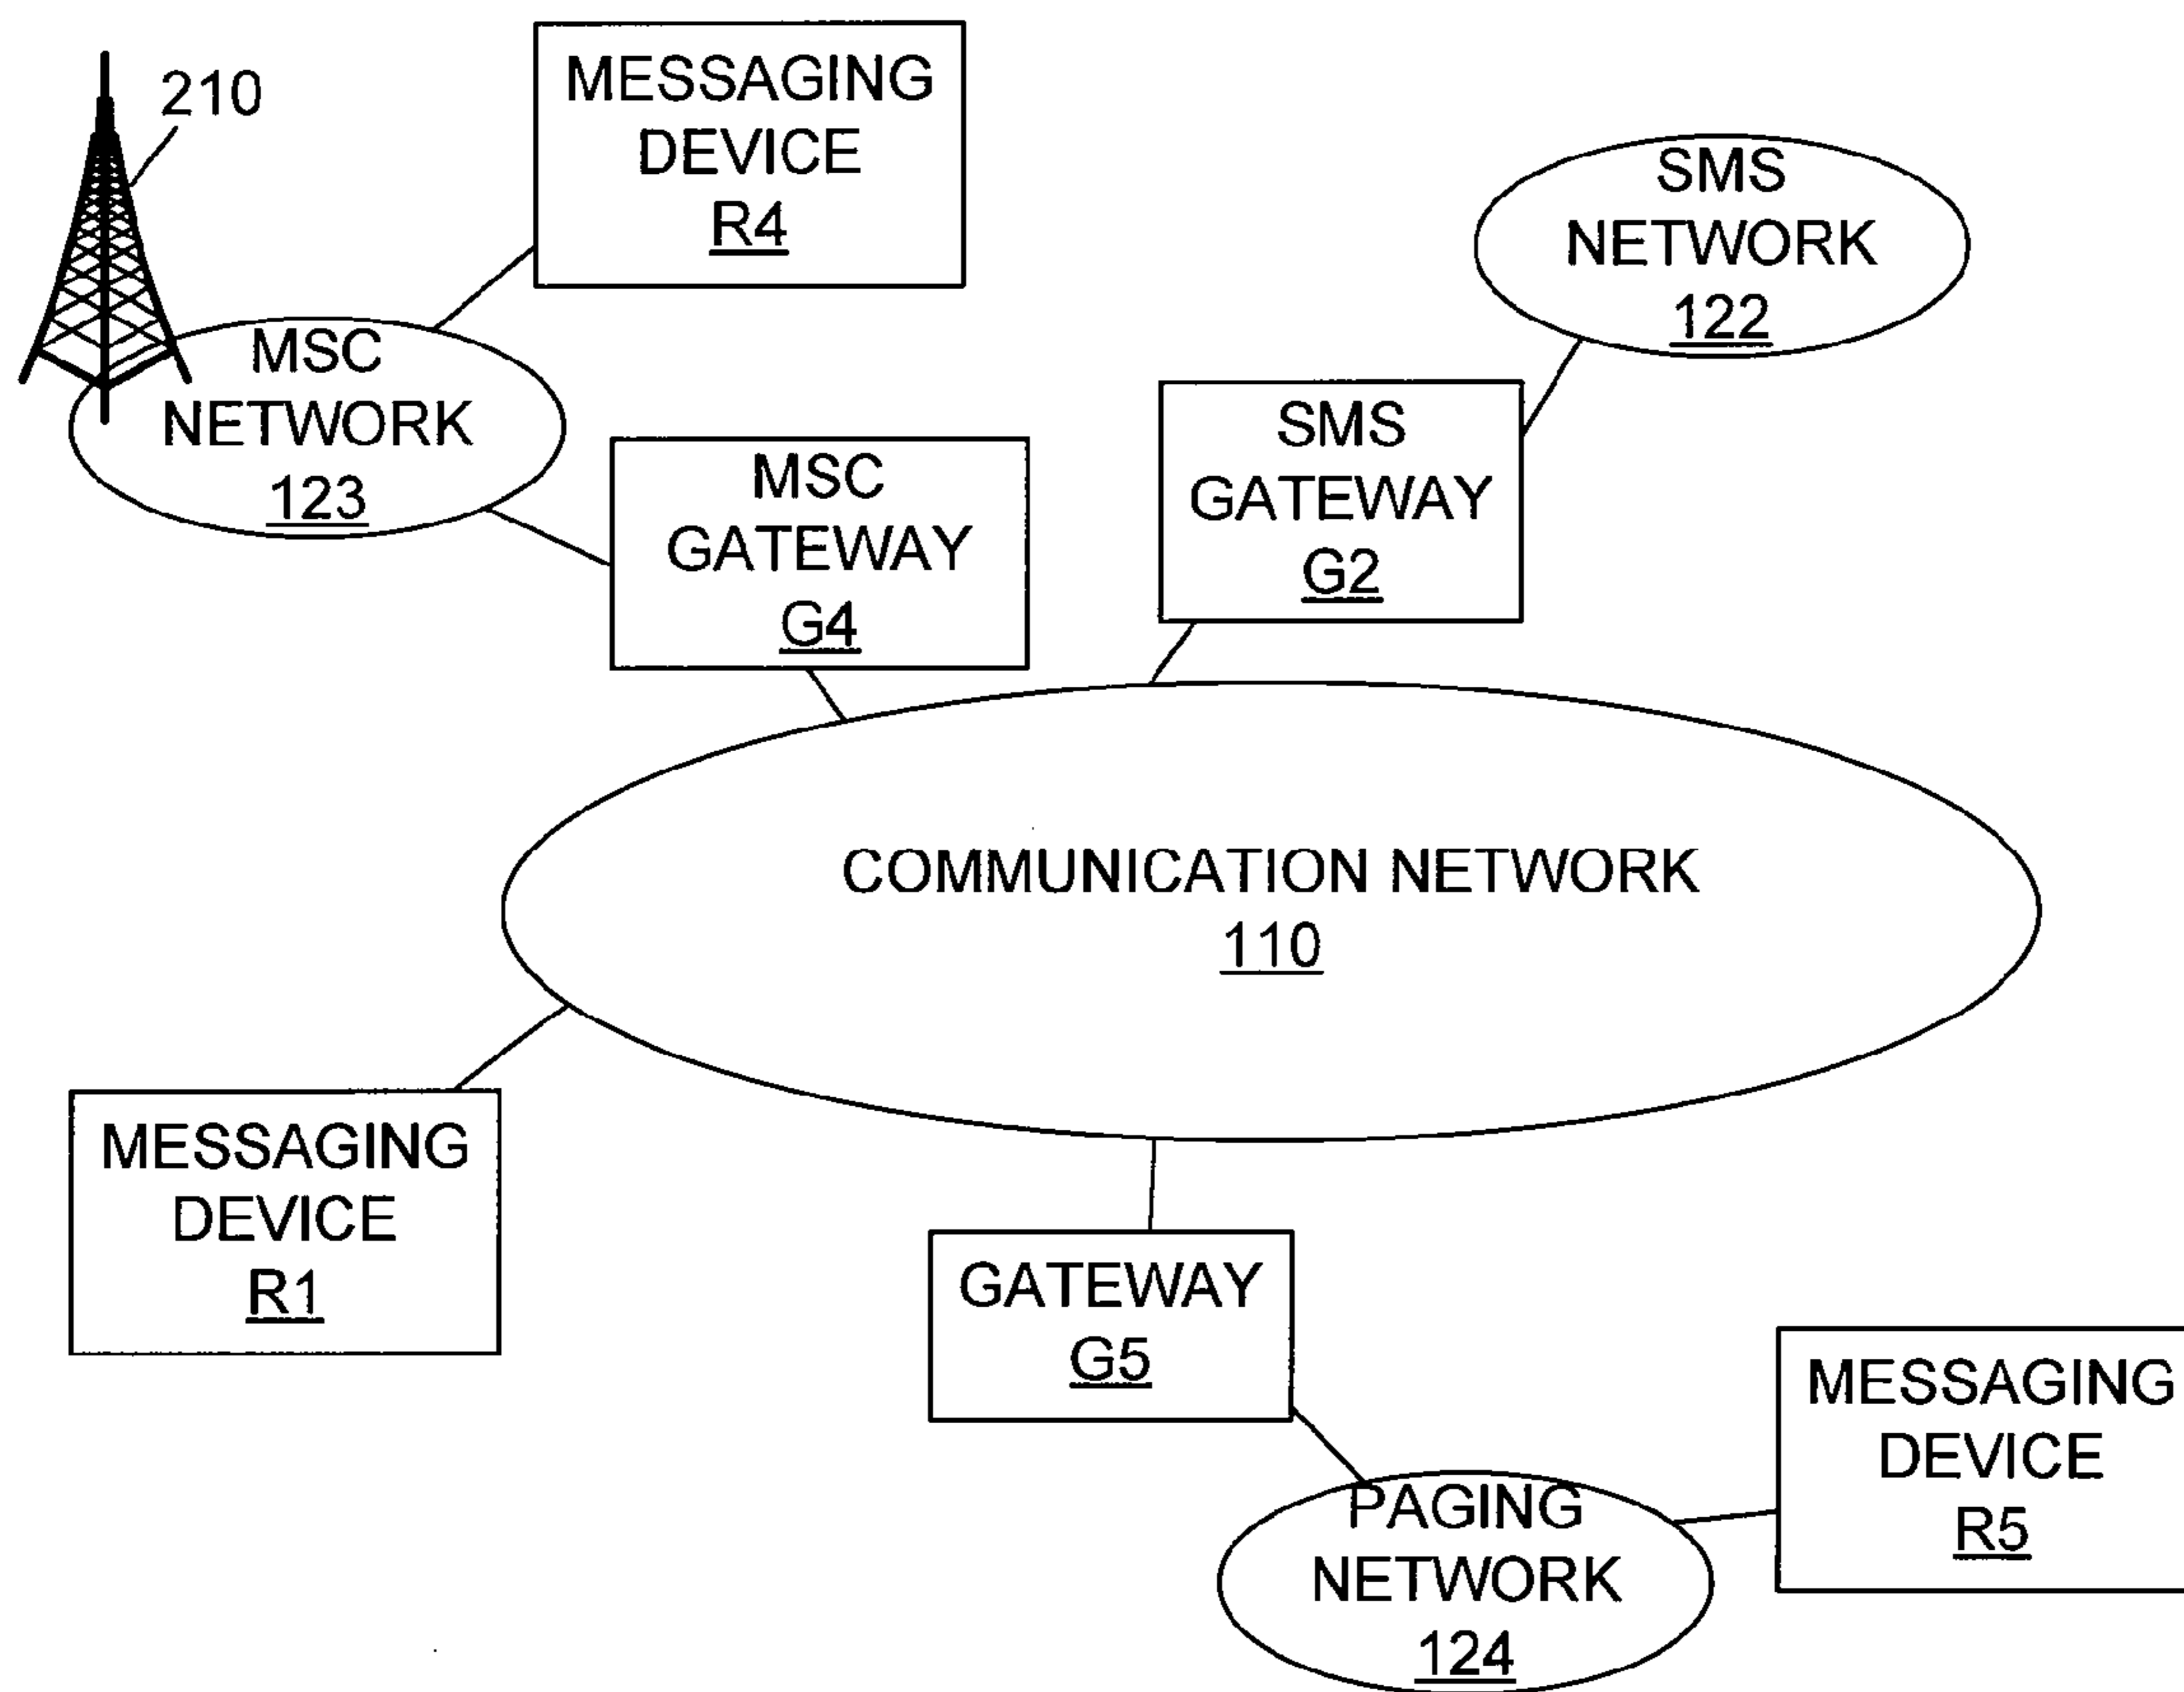 210
MESSAGING
DEVICE
R4
SMS
NETWORK
122
MSC
NETWORK
123
MSC
GATEWAY
G4
SMS
GATEWAY
G2
COMMUNICATION NETWORK
110
MESSAGING
DEVICE
R1
GATEWAY
G5
MESSAGING
DEVICE
R5
PAGING
NETWORK
124